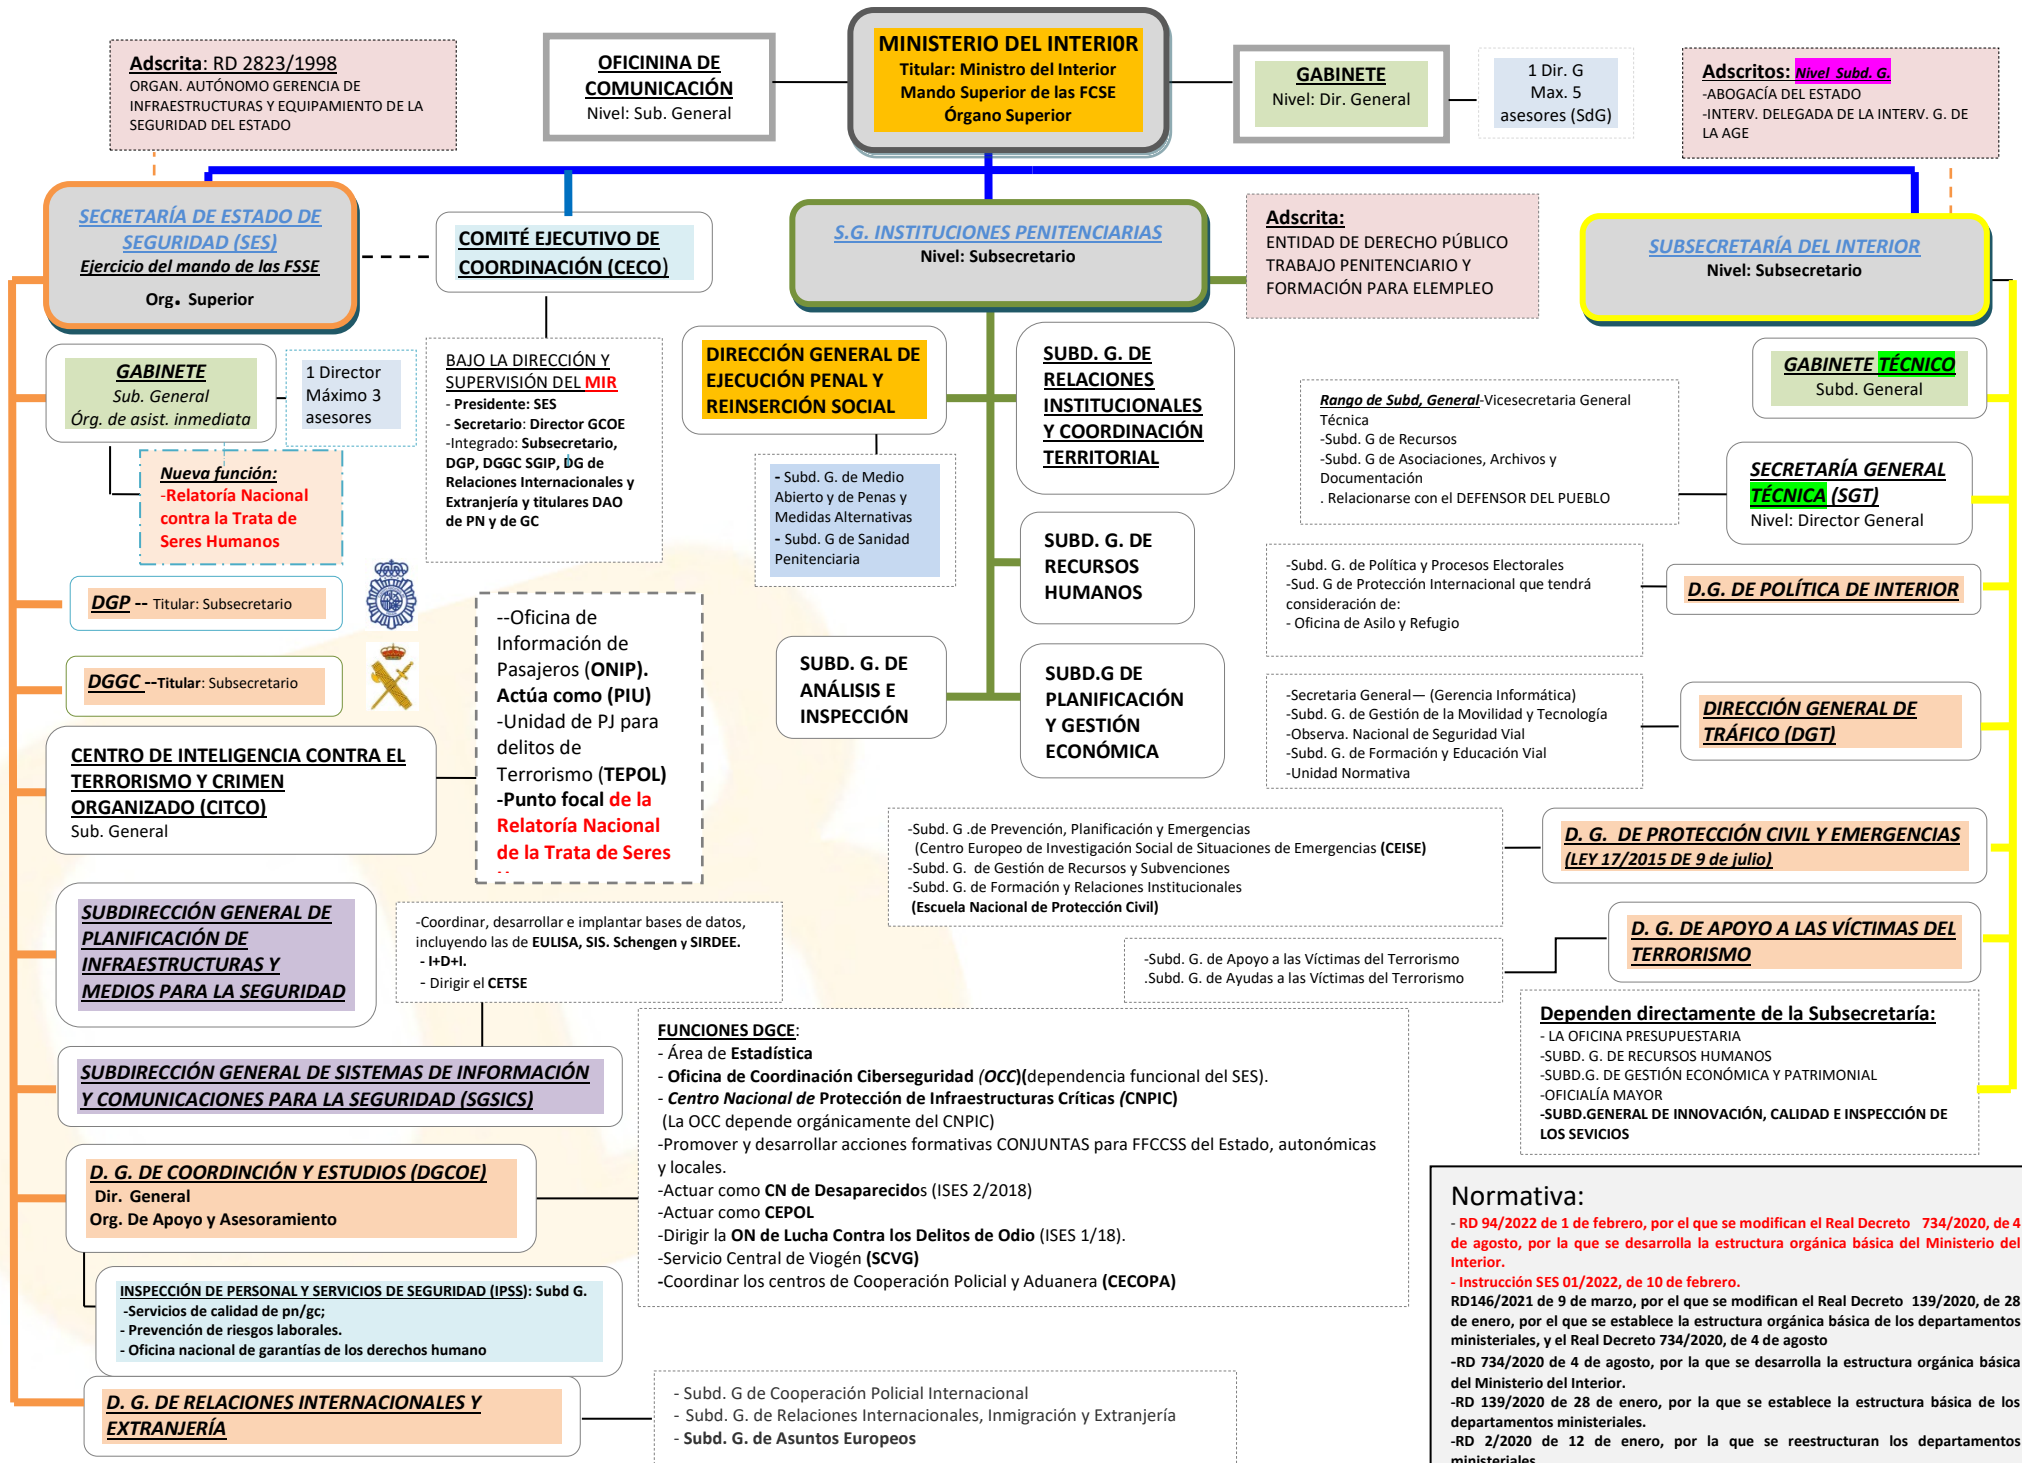 Adscrita: RD 2823/1998
ORGAN. AUTÓNOMO GERENCIA DE
INFRAESTRUCTURAS Y EQUIPAMIENTO DE LA
SEGURIDAD DEL ESTADO
OFICININA DE
COMUNICACIÓN
Nivel: Sub. General
MINISTERIO DEL INTERI0R
Titular: Ministro del Interior
Mando Superior de las FCSE
Órgano Superior
GABINETE
Nivel: Dir. General
1 Dir. G
Max. 5
asesores (SdG)
Adscritos: Nivel Subd. G.
-ABOGACÍA DEL ESTADO
-INTERV. DELEGADA DE LA INTERV. G. DE
LA AGE
SECRETARÍA DE ESTADO DE
SEGURIDAD (SES)
Ejercicio del mando de las FSSE
Org. Superior
COMITÉ EJECUTIVO DE
COORDINACIÓN (CECO)
S.G. INSTITUCIONES PENITENCIARIAS
Nivel: Subsecretario
Adscrita:
ENTIDAD DE DERECHO PÚBLICO
TRABAJO PENITENCIARIO Y
FORMACIÓN PARA ELEMPLEO
SUBSECRETARÍA DEL INTERIOR
Nivel: Subsecretario
GABINETE
Sub. General
Órg. de asist. inmediata
1 Director
Máximo 3
asesores
Nueva función:
-Relatoría Nacional
contra la Trata de
Seres Humanos
BAJO LA DIRECCIÓN Y
SUPERVISIÓN DEL MIR
- Presidente: SES
- Secretario: Director GCOE
-Integrado: Subsecretario,
DGP, DGGC SGIP, DG de
Relaciones Internacionales y
Extranjería y titulares DAO
de PN y de GC
DIRECCIÓN GENERAL DE
EJECUCIÓN PENAL Y
REINSERCIÓN SOCIAL
- Subd. G. de Medio
Abierto y de Penas y
Medidas Alternativas
- Subd. G de Sanidad
Penitenciaria
SUBD. G. DE
RELACIONES
INSTITUCIONALES
Y COORDINACIÓN
TERRITORIAL
SUBD. G. DE
RECURSOS
HUMANOS
SUBD. G. DE
ANÁLISIS E
INSPECCIÓN
SUBD.G DE
PLANIFICACIÓN
Y GESTIÓN
ECONÓMICA
GABINETE TÉCNICO
Subd. General
Rango de Subd, General-Vicesecretaria General
Técnica
-Subd. G de Recursos
-Subd. G de Asociaciones, Archivos y
Documentación
. Relacionarse con el DEFENSOR DEL PUEBLO
SECRETARÍA GENERAL
TÉCNICA (SGT)
Nivel: Director General
-Subd. G. de Política y Procesos Electorales
-Sud. G de Protección Internacional que tendrá
consideración de:
- Oficina de Asilo y Refugio
D.G. DE POLÍTICA DE INTERIOR
-Secretaria General— (Gerencia Informática)
-Subd. G. de Gestión de la Movilidad y Tecnología
-Observa. Nacional de Seguridad Vial
-Subd. G. de Formación y Educación Vial
-Unidad Normativa
DIRECCIÓN GENERAL DE
TRÁFICO (DGT)
DGP -- Titular: Subsecretario
DGGC --Titular: Subsecretario
CENTRO DE INTELIGENCIA CONTRA EL
TERRORISMO Y CRIMEN
ORGANIZADO (CITCO)
Sub. General
--Oficina de
Información de
Pasajeros (ONIP).
Actúa como (PIU)
-Unidad de PJ para
delitos de
Terrorismo (TEPOL)
-Punto focal de la
Relatoría Nacional
de la Trata de Seres
-Subd. G .de Prevención, Planificación y Emergencias
(Centro Europeo de Investigación Social de Situaciones de Emergencias (CEISE)
-Subd. G. de Gestión de Recursos y Subvenciones
-Subd. G. de Formación y Relaciones Institucionales
(Escuela Nacional de Protección Civil)
D. G. DE PROTECCIÓN CIVIL Y EMERGENCIAS
(LEY 17/2015 DE 9 de julio)
-Subd. G. de Apoyo a las Víctimas del Terrorismo
.Subd. G. de Ayudas a las Víctimas del Terrorismo
D. G. DE APOYO A LAS VÍCTIMAS DEL
TERRORISMO
Dependen directamente de la Subsecretaría:
- LA OFICINA PRESUPUESTARIA
-SUBD. G. DE RECURSOS HUMANOS
-SUBD.G. DE GESTIÓN ECONÓMICA Y PATRIMONIAL
-OFICIALÍA MAYOR
-SUBD.GENERAL DE INNOVACIÓN, CALIDAD E INSPECCIÓN DE
LOS SEVICIOS
SUBDIRECCIÓN GENERAL DE
PLANIFICACIÓN DE
INFRAESTRUCTURAS Y
MEDIOS PARA LA SEGURIDAD
-Coordinar, desarrollar e implantar bases de datos,
incluyendo las de EULISA, SIS. Schengen y SIRDEE.
- I+D+I.
- Dirigir el CETSE
SUBDIRECCIÓN GENERAL DE SISTEMAS DE INFORMACIÓN
Y COMUNICACIONES PARA LA SEGURIDAD (SGSICS)
FUNCIONES DGCE:
- Área de Estadística
- Oficina de Coordinación Ciberseguridad (OCC)(dependencia funcional del SES).
- Centro Nacional de Protección de Infraestructuras Críticas (CNPIC)
(La OCC depende orgánicamente del CNPIC)
-Promover y desarrollar acciones formativas CONJUNTAS para FFCCSS del Estado, autonómicas
y locales.
-Actuar como CN de Desaparecidos (ISES 2/2018)
-Actuar como CEPOL
-Dirigir la ON de Lucha Contra los Delitos de Odio (ISES 1/18).
-Servicio Central de Viogén (SCVG)
-Coordinar los centros de Cooperación Policial y Aduanera (CECOPA)
D. G. DE COORDINCIÓN Y ESTUDIOS (DGCOE)
Dir. General
Org. De Apoyo y Asesoramiento
INSPECCIÓN DE PERSONAL Y SERVICIOS DE SEGURIDAD (IPSS): Subd G.
-Servicios de calidad de pn/gc;
- Prevención de riesgos laborales.
- Oficina nacional de garantías de los derechos humano
D. G. DE RELACIONES INTERNACIONALES Y
EXTRANJERÍA
- Subd. G de Cooperación Policial Internacional
- Subd. G. de Relaciones Internacionales, Inmigración y Extranjería
- Subd. G. de Asuntos Europeos
Normativa:
- RD 94/2022 de 1 de febrero, por el que se modifican el Real Decreto 734/2020, de 4
de agosto, por la que se desarrolla la estructura orgánica básica del Ministerio del
Interior.
- Instrucción SES 01/2022, de 10 de febrero.
RD146/2021 de 9 de marzo, por el que se modifican el Real Decreto 139/2020, de 28
de enero, por el que se establece la estructura orgánica básica de los departamentos
ministeriales, y el Real Decreto 734/2020, de 4 de agosto
-RD 734/2020 de 4 de agosto, por la que se desarrolla la estructura orgánica básica
del Ministerio del Interior.
-RD 139/2020 de 28 de enero, por la que se establece la estructura básica de los
departamentos ministeriales.
-RD 2/2020 de 12 de enero, por la que se reestructuran los departamentos
ministeriales